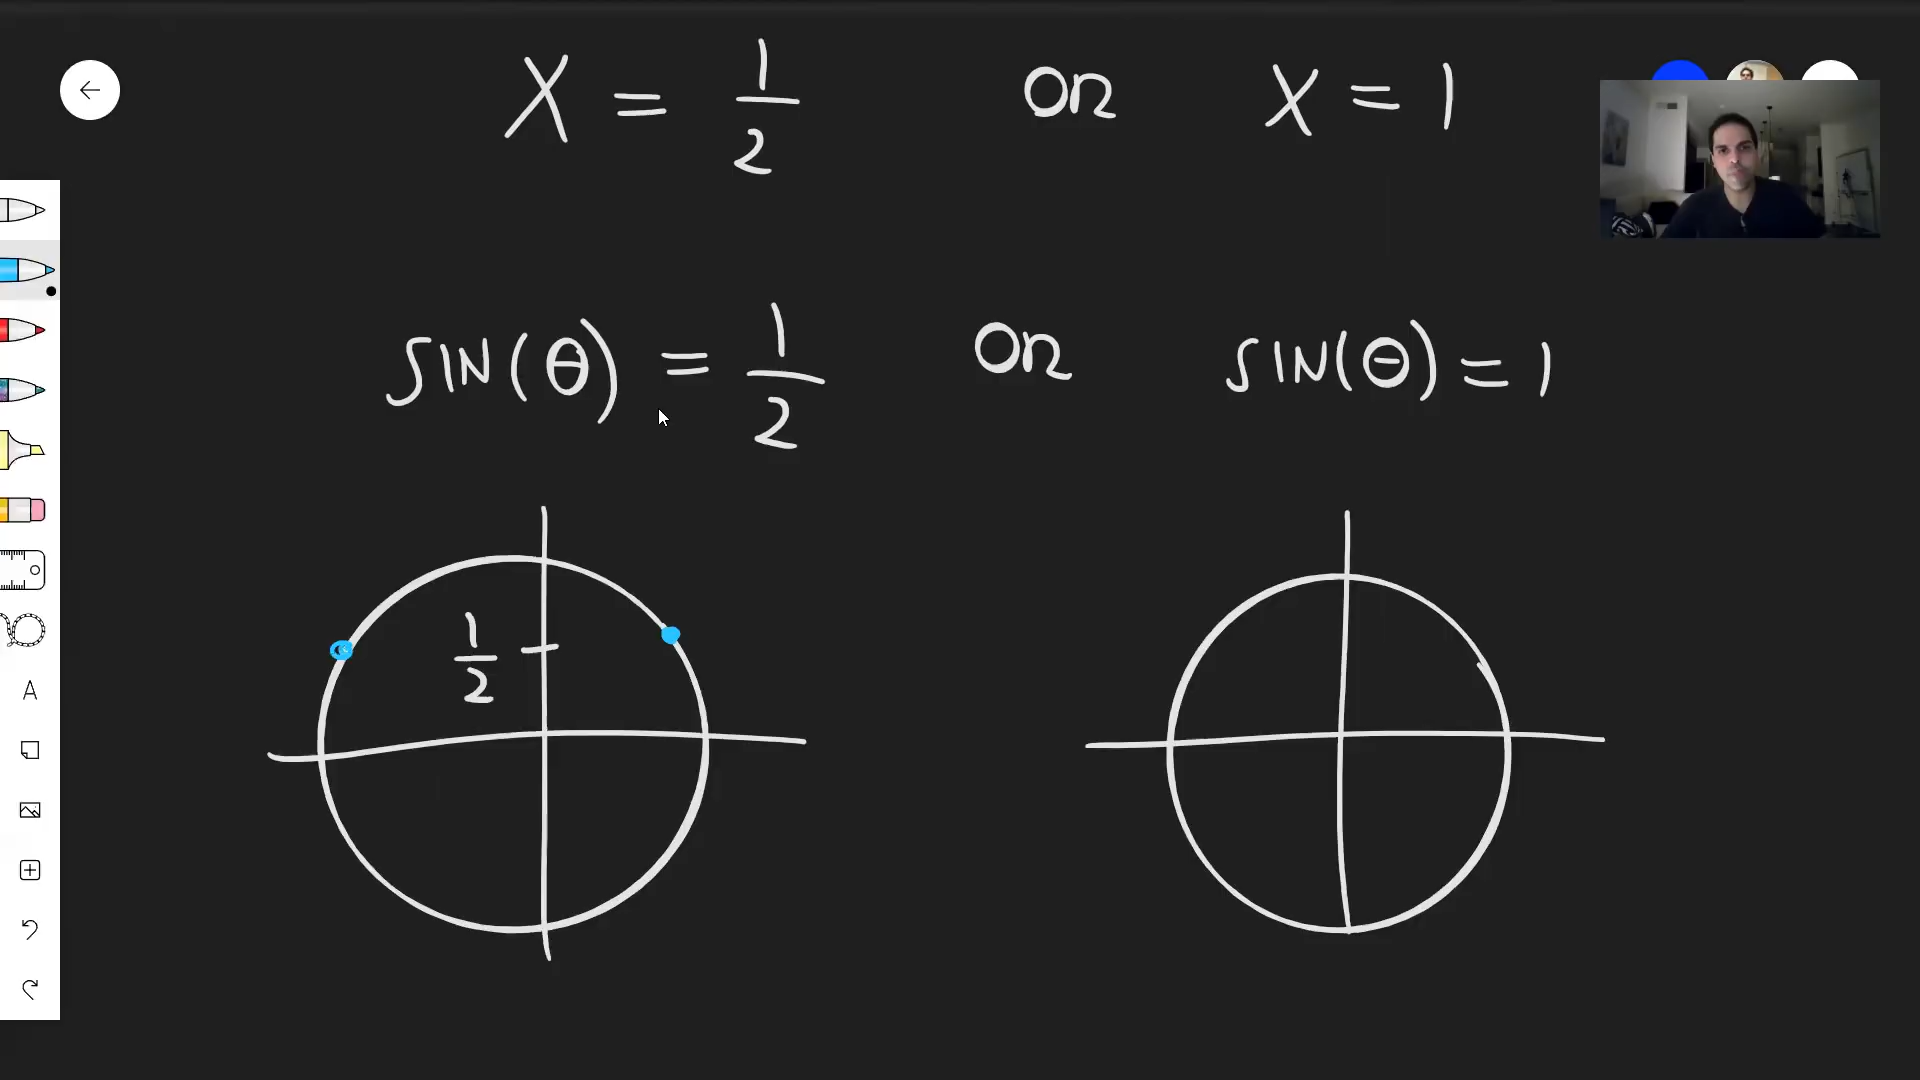 X = 1/2 OR X = 1
SIN(θ) = 1/2 OR SIN(θ) = 1
1/2
A